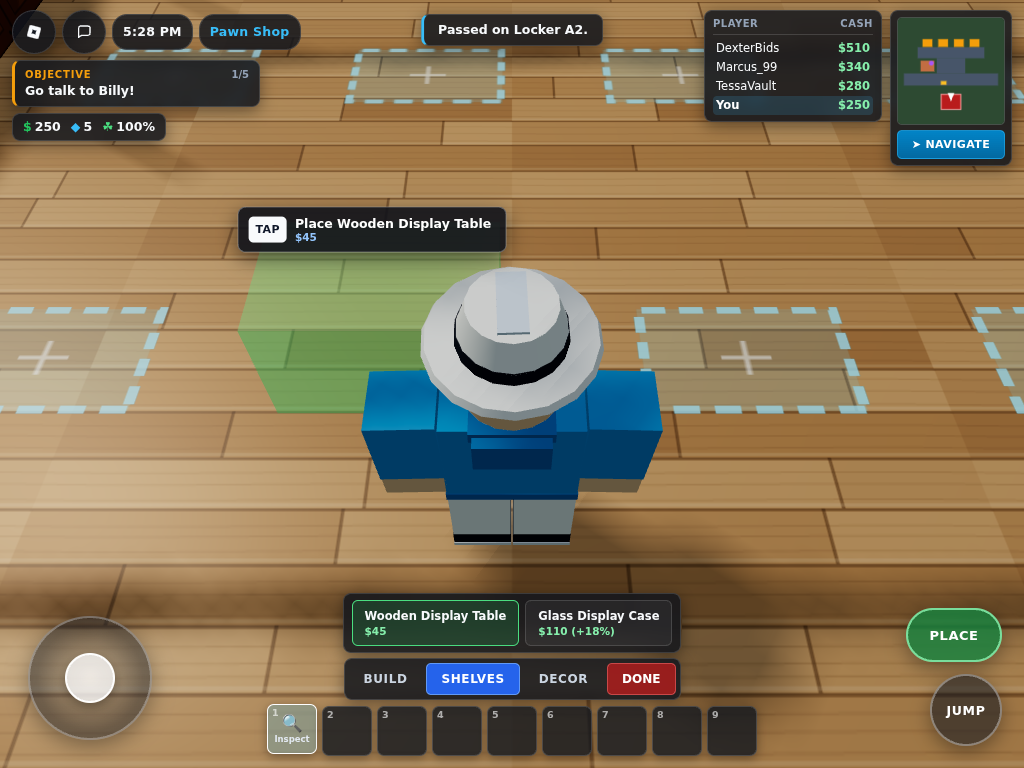 5:28 PM
Pawn Shop
Passed on Locker A2.
PLAYER CASH
DexterBids $510
Marcus_99 $340
TessaVault $280
You $250
➤ NAVIGATE
OBJECTIVE 1/5
Go talk to Billy!
$ 250 ◆ 5 ☘ 100%
TAP
Place Wooden Display Table
$45
Wooden Display Table
$45
Glass Display Case
$110 (+18%)
BUILD SHELVES DECOR DONE
PLACE
JUMP
1 2 3 4 5 6 7 8 9
Inspect